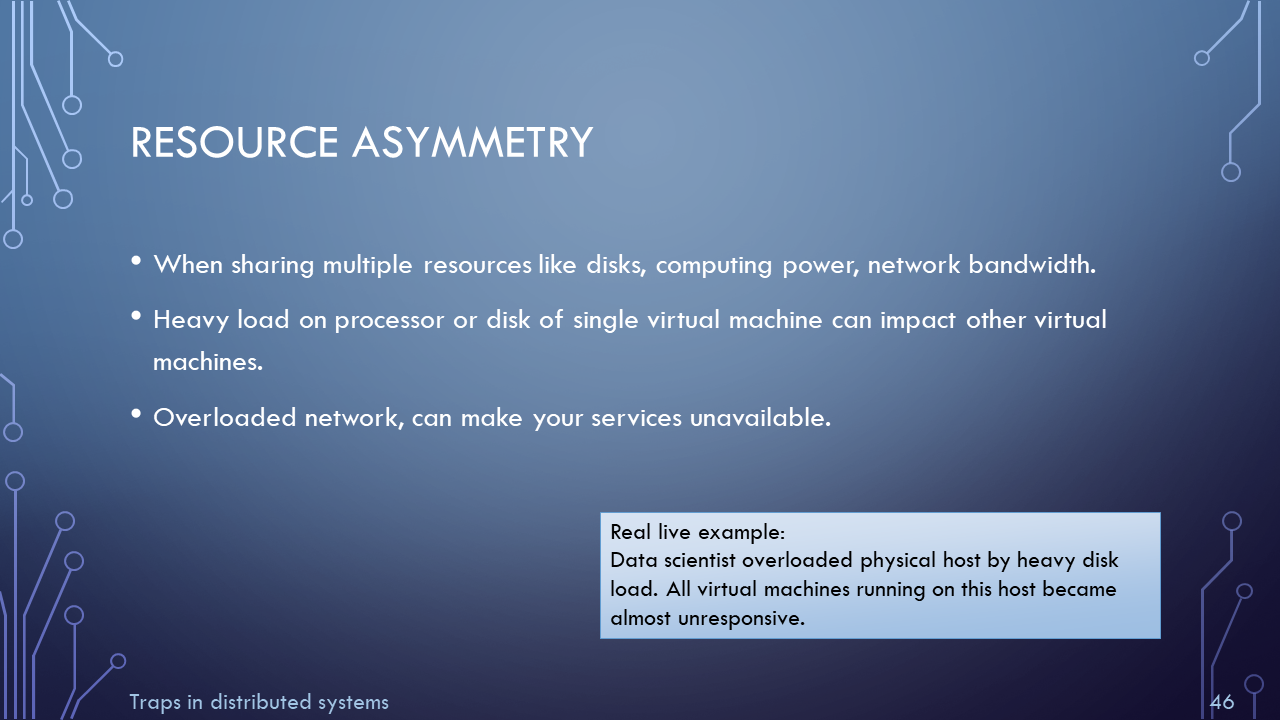 RESOURCE ASYMMETRY
• When sharing multiple resources like disks, computing power, network bandwidth.
• Heavy load on processor or disk of single virtual machine can impact other virtual
machines.
• Overloaded network, can make your services unavailable.
Real live example:
Data scientist overloaded physical host by heavy disk
load. All virtual machines running on this host became
almost unresponsive.
Traps in distributed systems
46